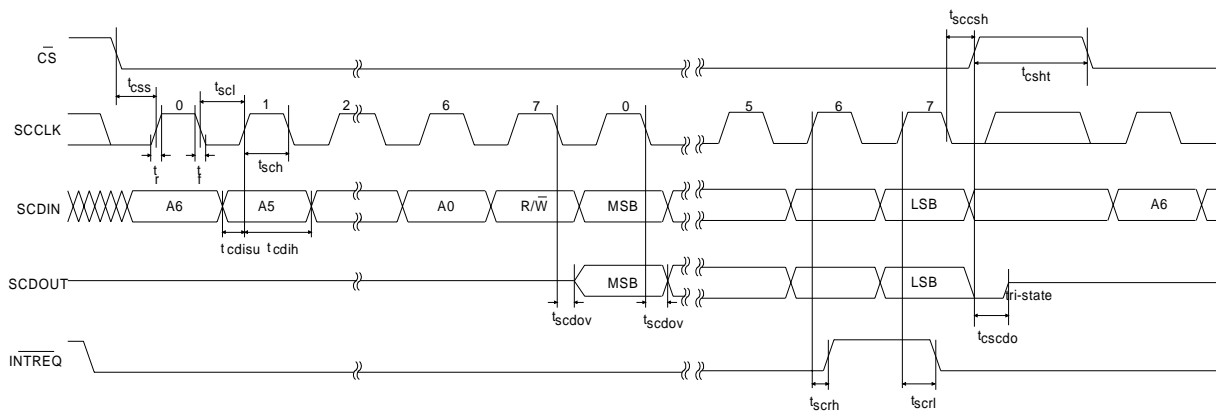 tsccsh
CS
tcss
tscl
tcsht
0 1 2 6 7 0 5 6 7
SCCLK
tr
tf
tsch
SCDIN
A6 A5 A0 R/W MSB LSB A6
tcdisu tcdih
SCDOUT
MSB LSB
tri-state
tscdov tscdov
tcscdo
INTREQ
tscrh tscrl